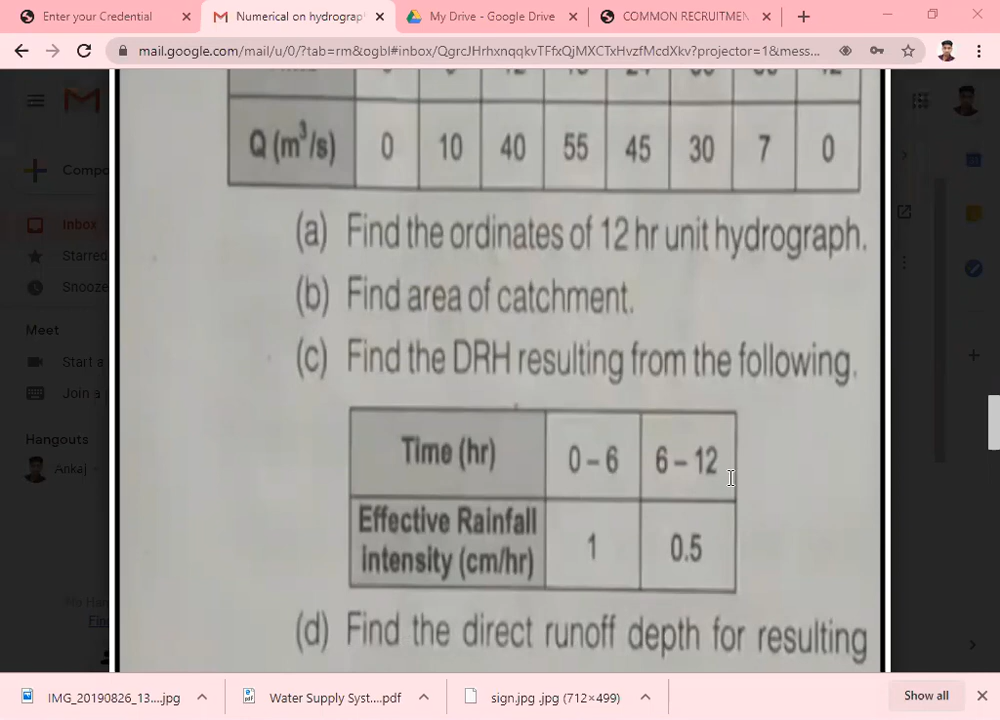 Enter your Credential
Numerical on hydrograp
My Drive - Google Drive
COMMON RECRUITMEN
mail.google.com/mail/u/0/?tab=rm&ogbl#inbox/QgrcJHrhxnqqkvTFfxQjMXCTxHvzfMcdXkv?projector=1&mess...
Compo
Inbox
Starred
Snooze
Meet
Start a
Join a
Hangouts
Ankaj
No Han
Find
Q (m³/s) 0 10 40 55 45 30 7 0
(a) Find the ordinates of 12 hr unit hydrograph.
(b) Find area of catchment.
(c) Find the DRH resulting from the following.
Time (hr) 0 – 6 6 – 12
Effective Rainfall
intensity (cm/hr) 1 0.5
(d) Find the direct runoff depth for resulting
IMG_20190826_13....jpg
Water Supply Syst....pdf
sign.jpg .jpg (712×499)
Show all